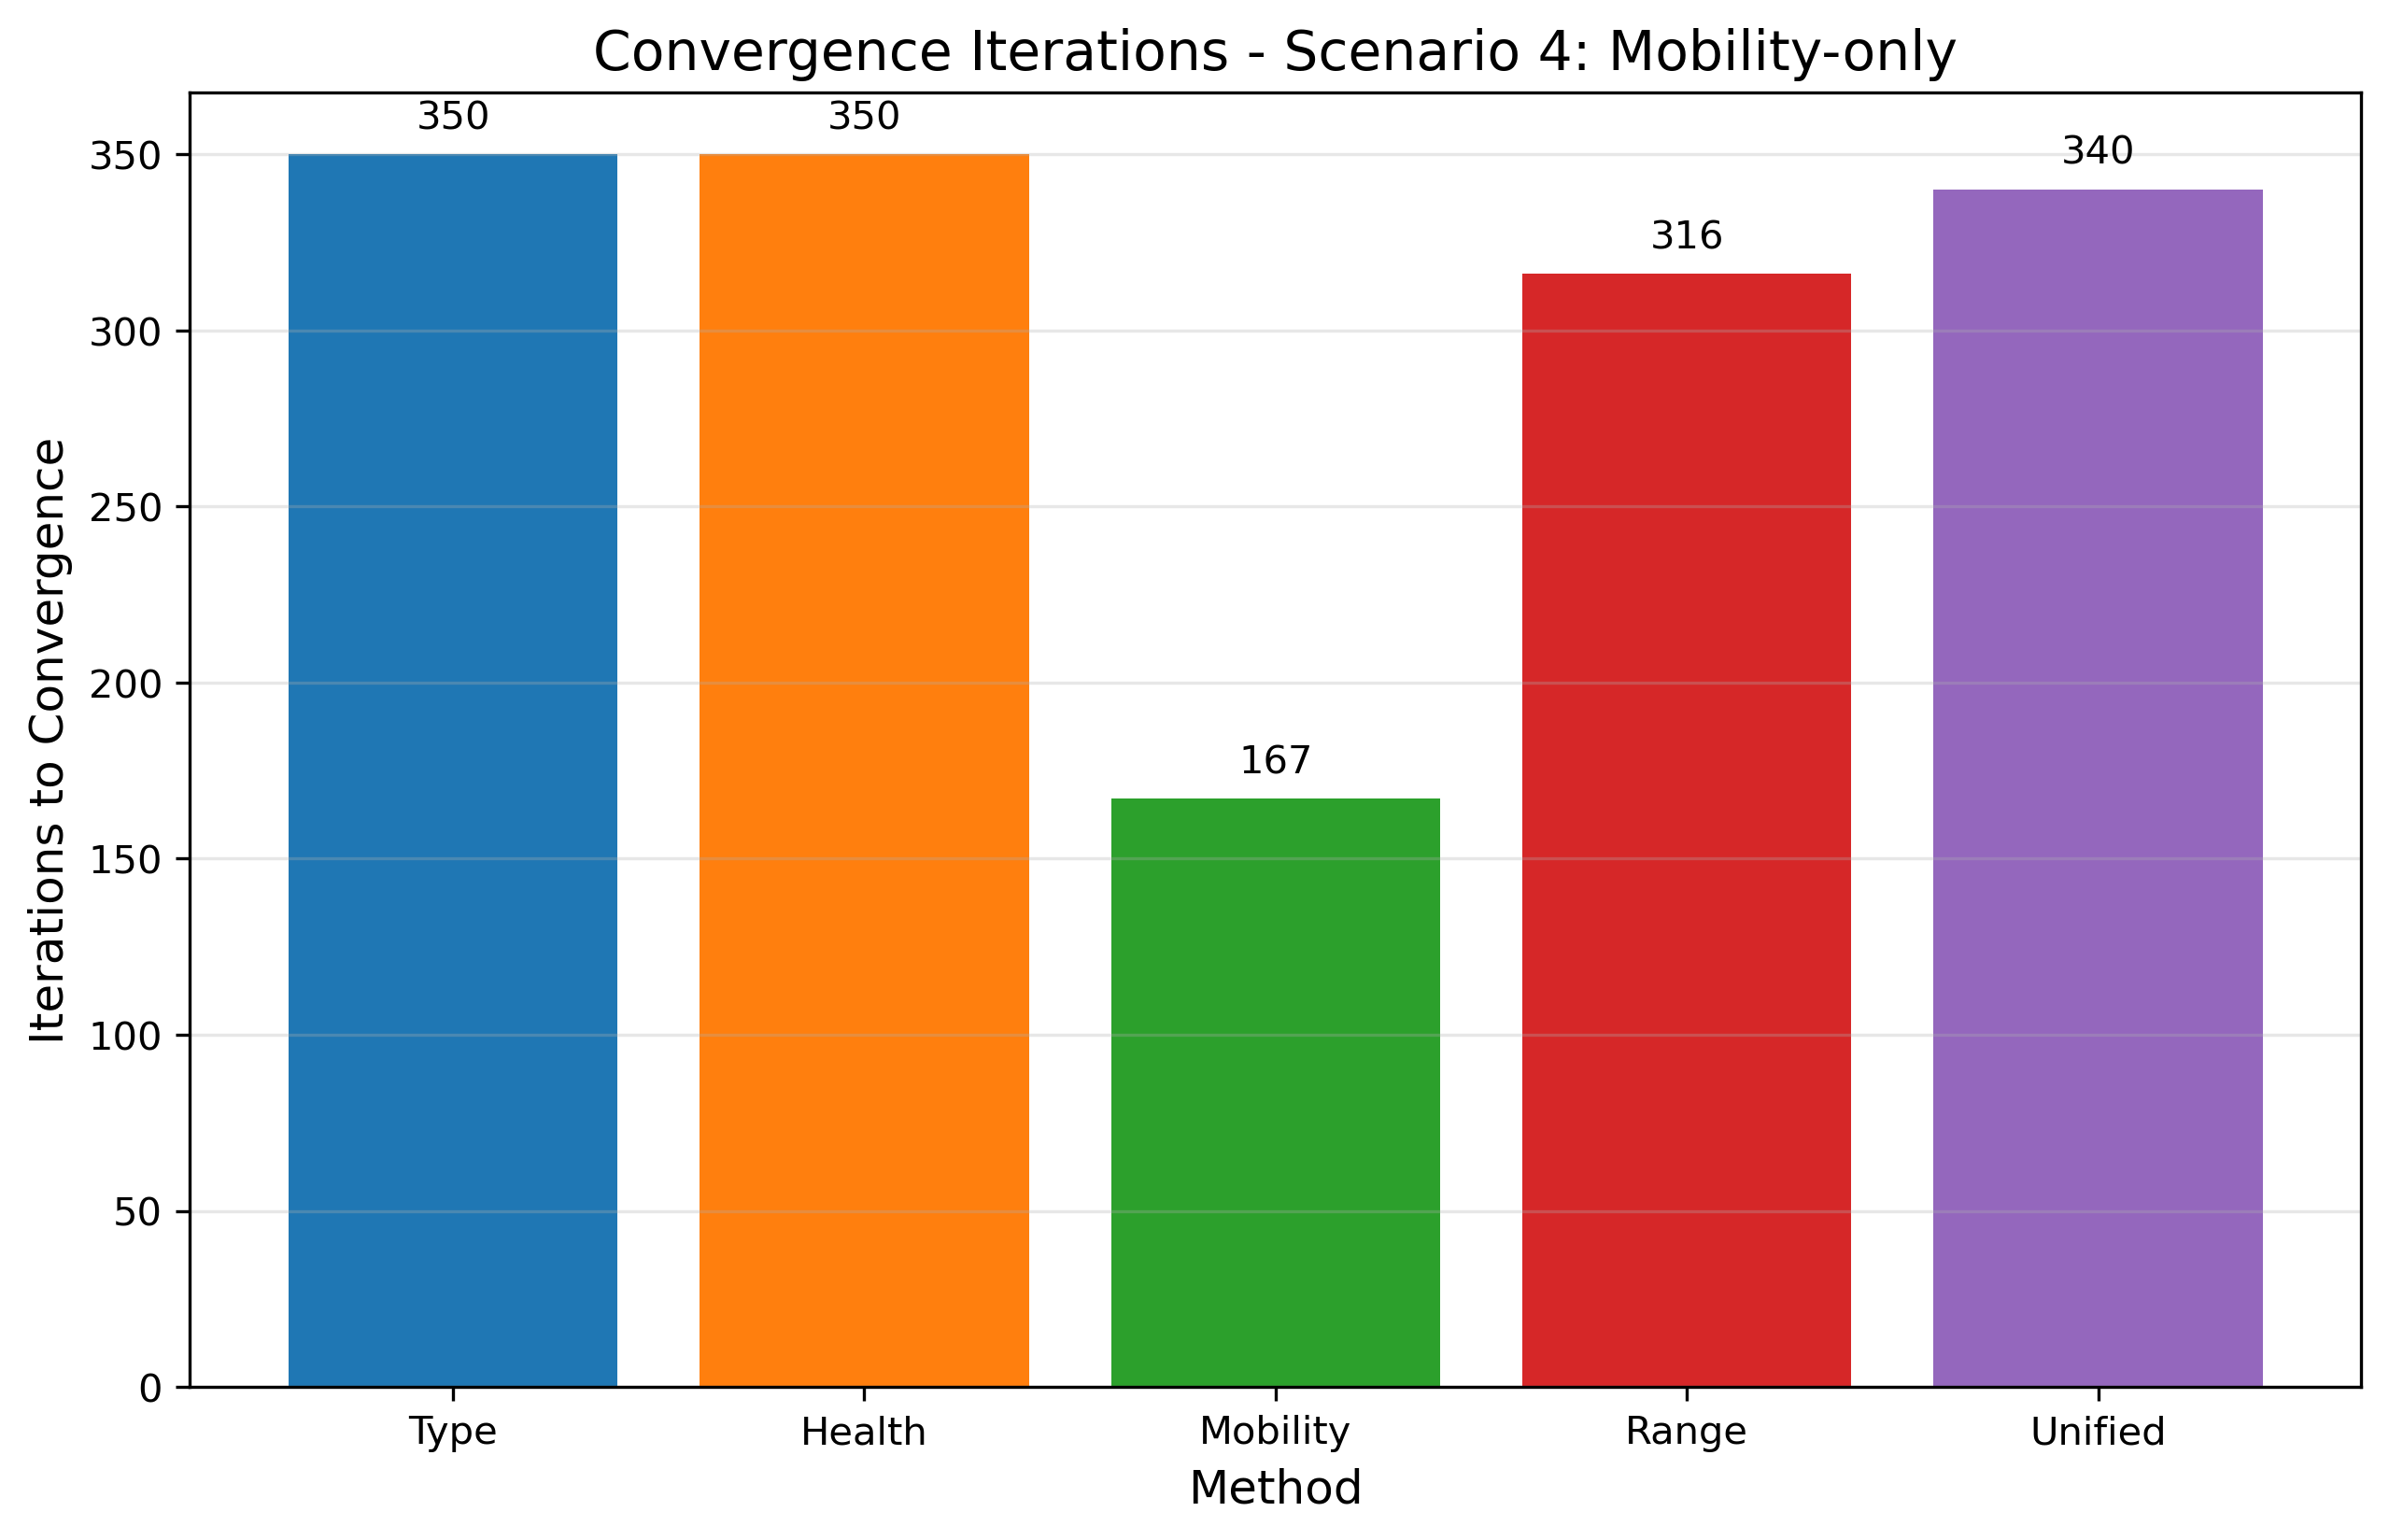 Convergence Iterations - Scenario 4: Mobility-only
350
350
340
316
167
Iterations to Convergence
350
300
250
200
150
100
50
0
Type
Health
Mobility
Range
Unified
Method